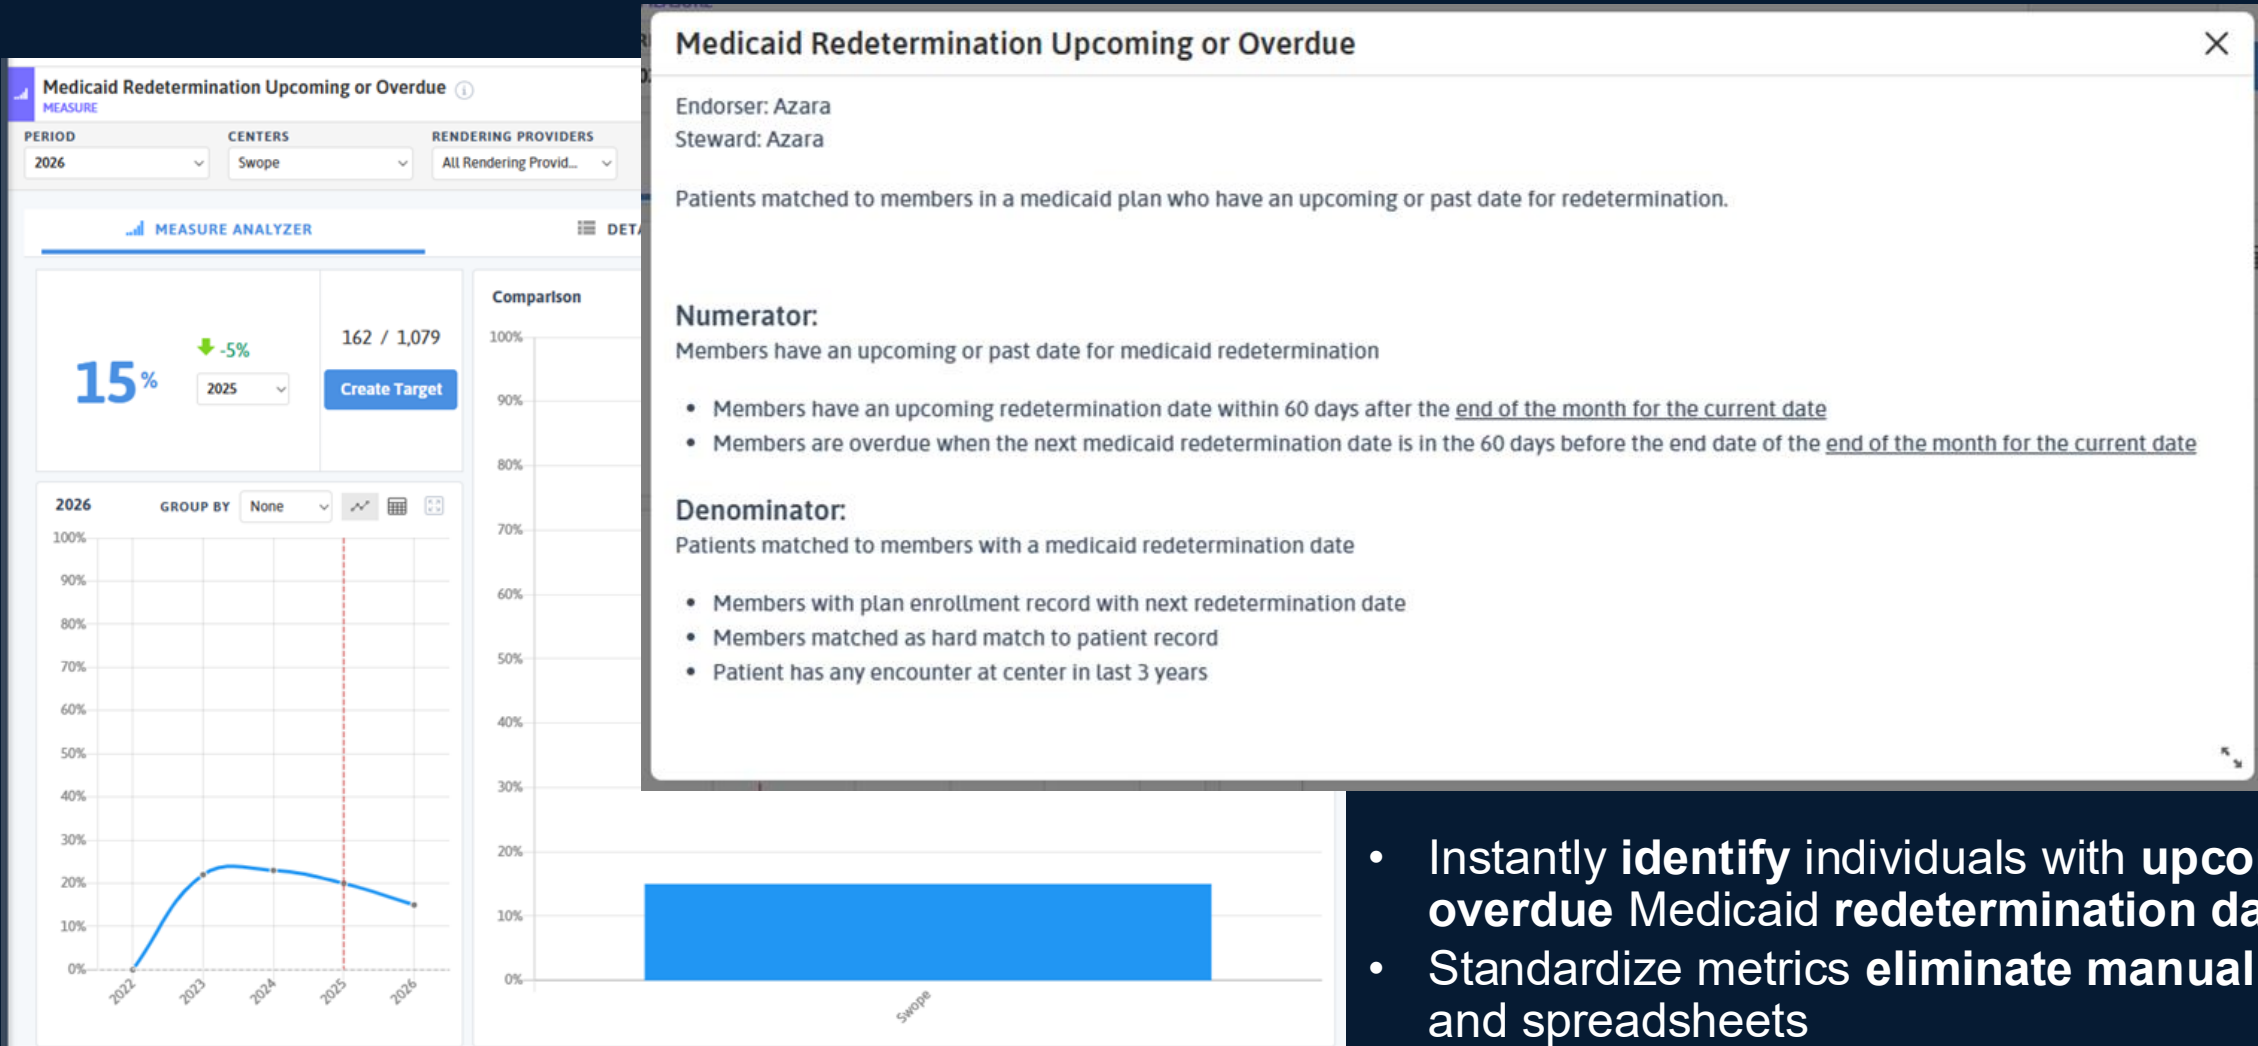 Medicaid Redetermination Upcoming or Overdue
MEASURE
PERIOD
CENTERS
RENDERING PROVIDERS
2026
Swope
All Rendering Provid...
MEASURE ANALYZER
15%
-5%
2025
162 / 1,079
Create Target
2026
GROUP BY
None
100%
90%
80%
70%
60%
50%
40%
30%
20%
10%
0%
2022
2023
2024
2025
2026
Comparison
100%
90%
80%
70%
60%
50%
40%
30%
20%
10%
0%
Swope
Medicaid Redetermination Upcoming or Overdue
Endorser: Azara
Steward: Azara
Patients matched to members in a medicaid plan who have an upcoming or past date for redetermination.
Numerator:
Members have an upcoming or past date for medicaid redetermination
• Members have an upcoming redetermination date within 60 days after the end of the month for the current date
• Members are overdue when the next medicaid redetermination date is in the 60 days before the end date of the end of the month for the current date
Denominator:
Patients matched to members with a medicaid redetermination date
• Members with plan enrollment record with next redetermination date
• Members matched as hard match to patient record
• Patient has any encounter at center in last 3 years
• Instantly identify individuals with
overdue Medicaid redetermination
• Standardize metrics eliminate manual
and spreadsheets